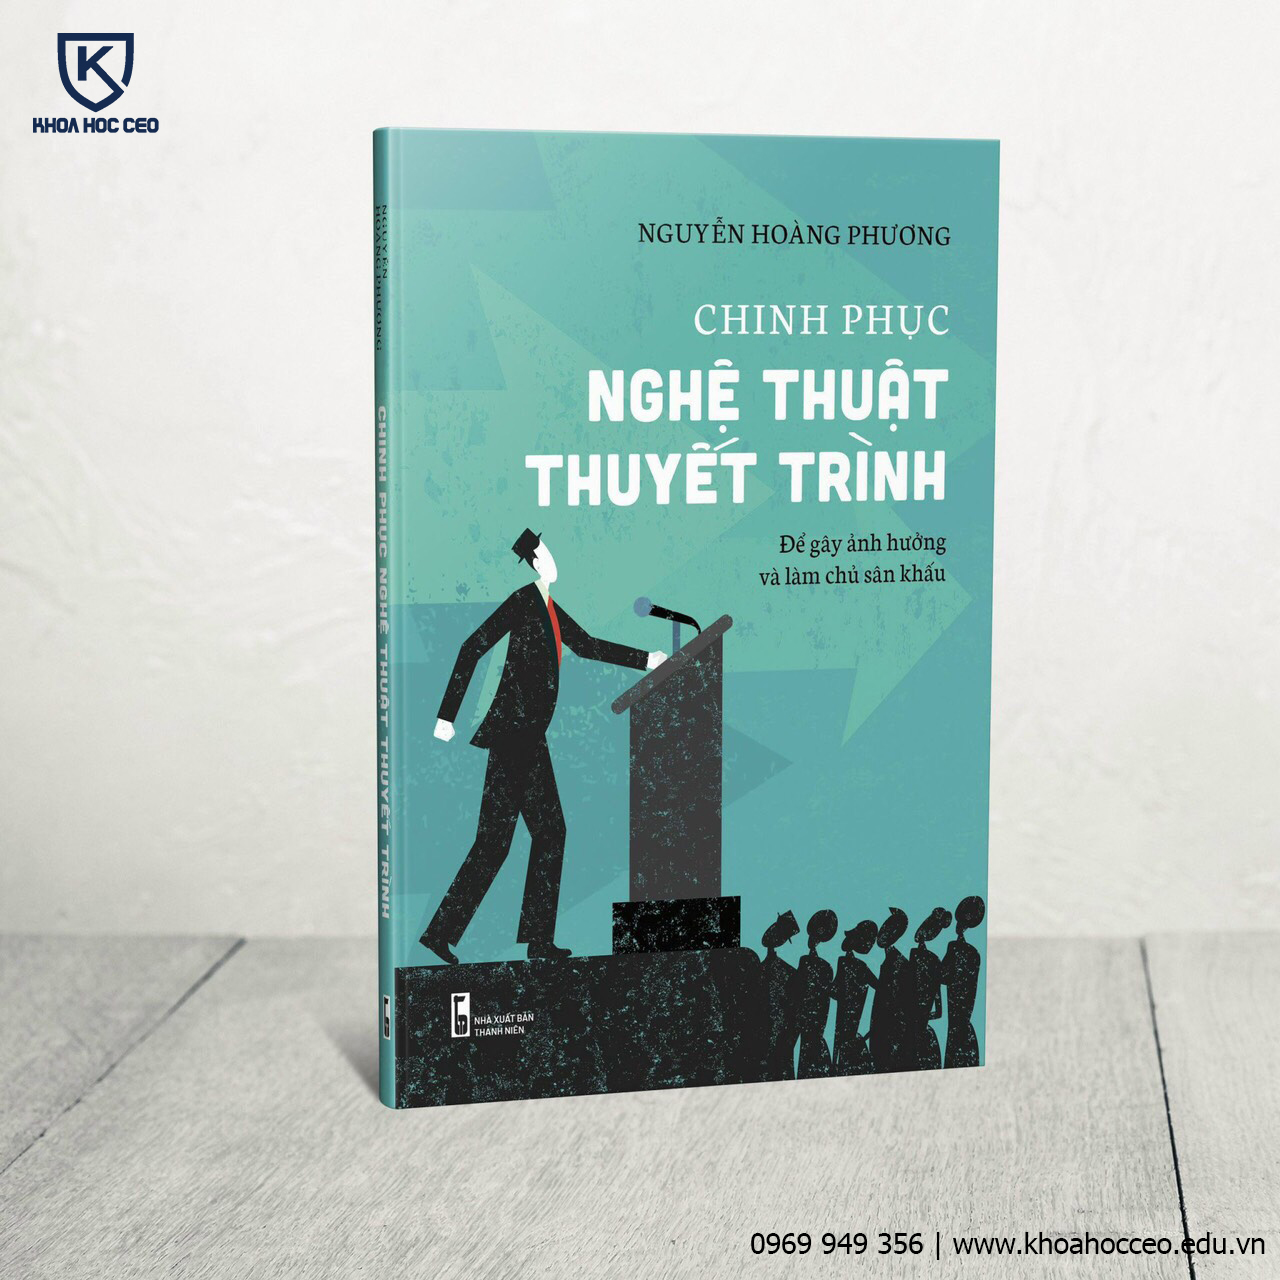 K
KHOA HOC CEO
NGUYỄN HOÀNG PHƯƠNG
CHINH PHỤC
NGHỆ THUẬT
THUYẾT TRÌNH
Để gây ảnh hưởng
và làm chủ sân khấu
NHÀ XUẤT BẢN
THANH NIÊN
NGUYỄN
HOÀNG PHƯƠNG
CHINH PHỤC NGHỆ THUẬT THUYẾT TRÌNH
0969 949 356 | www.khoahocceo.edu.vn